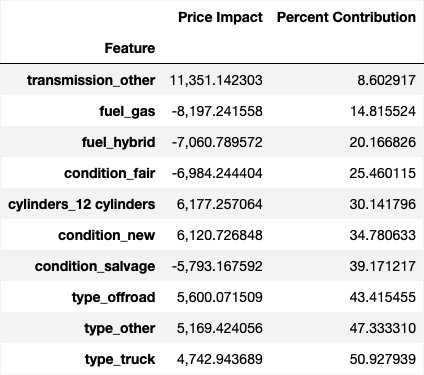 Price Impact Percent Contribution
Feature
transmission_other 11,351.142303 8.602917
fuel_gas -8,197.241558 14.815524
fuel_hybrid -7,060.789572 20.166826
condition_fair -6,984.244404 25.460115
cylinders_12 cylinders 6,177.257064 30.141796
condition_new 6,120.726848 34.780633
condition_salvage -5,793.167592 39.171217
type_offroad 5,600.071509 43.415455
type_other 5,169.424056 47.333310
type_truck 4,742.943689 50.927939